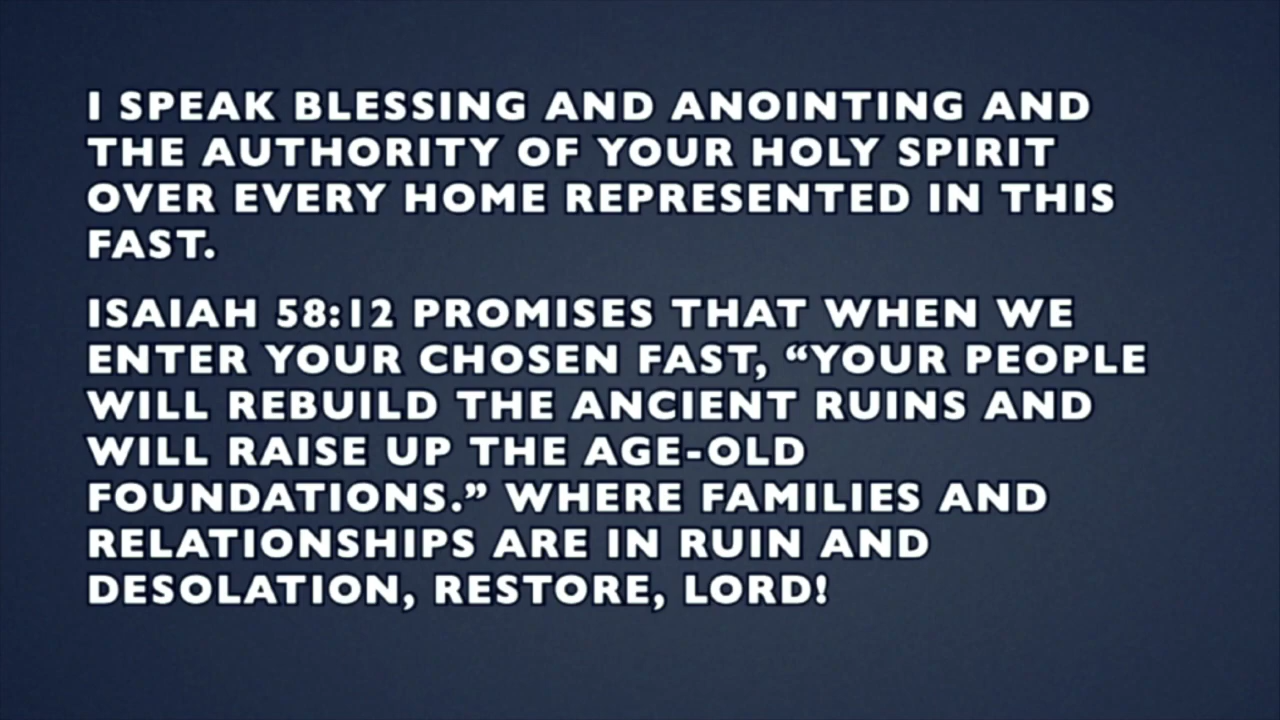 I SPEAK BLESSING AND ANOINTING AND
THE AUTHORITY OF YOUR HOLY SPIRIT
OVER EVERY HOME REPRESENTED IN THIS
FAST.
ISAIAH 58:12 PROMISES THAT WHEN WE
ENTER YOUR CHOSEN FAST, “YOUR PEOPLE
WILL REBUILD THE ANCIENT RUINS AND
WILL RAISE UP THE AGE-OLD
FOUNDATIONS.” WHERE FAMILIES AND
RELATIONSHIPS ARE IN RUIN AND
DESOLATION, RESTORE, LORD!